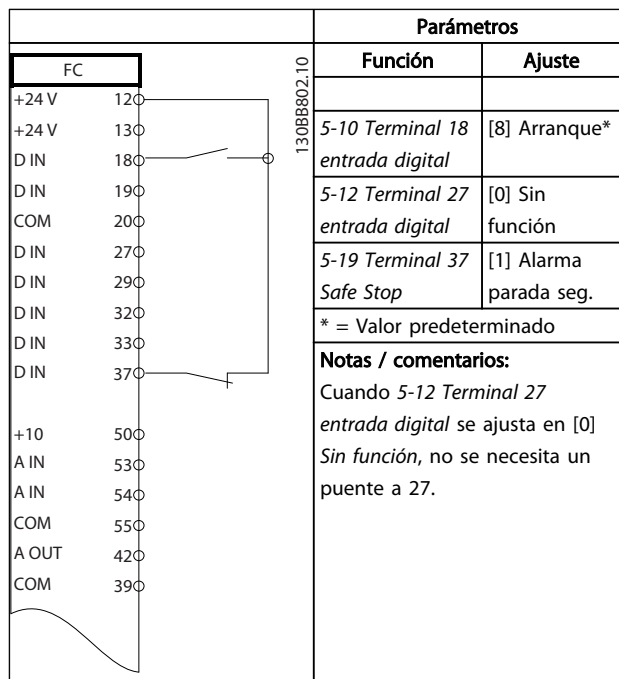 FC
+24 V 12
+24 V 13
D IN 18
D IN 19
COM 20
D IN 27
D IN 29
D IN 32
D IN 33
D IN 37
+10 50
A IN 53
A IN 54
COM 55
A OUT 42
COM 39
130BB802.10
Parámetros
Función Ajuste
5-10 Terminal 18 [8] Arranque*
entrada digital
5-12 Terminal 27 [0] Sin
entrada digital función
5-19 Terminal 37 [1] Alarma
Safe Stop parada seg.
* = Valor predeterminado
Notas / comentarios:
Cuando 5-12 Terminal 27
entrada digital se ajusta en [0]
Sin función, no se necesita un
puente a 27.